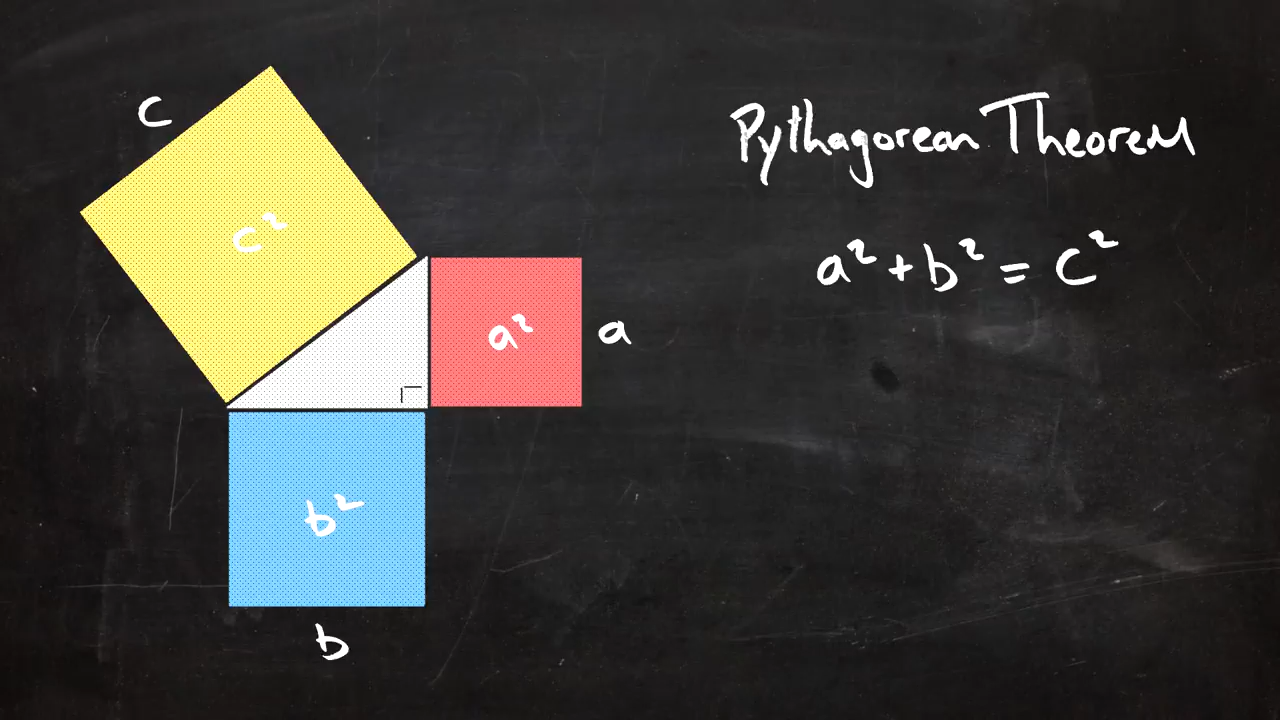 Pythagorean Theorem
a² + b² = c²
c
c²
a²
a
b²
b